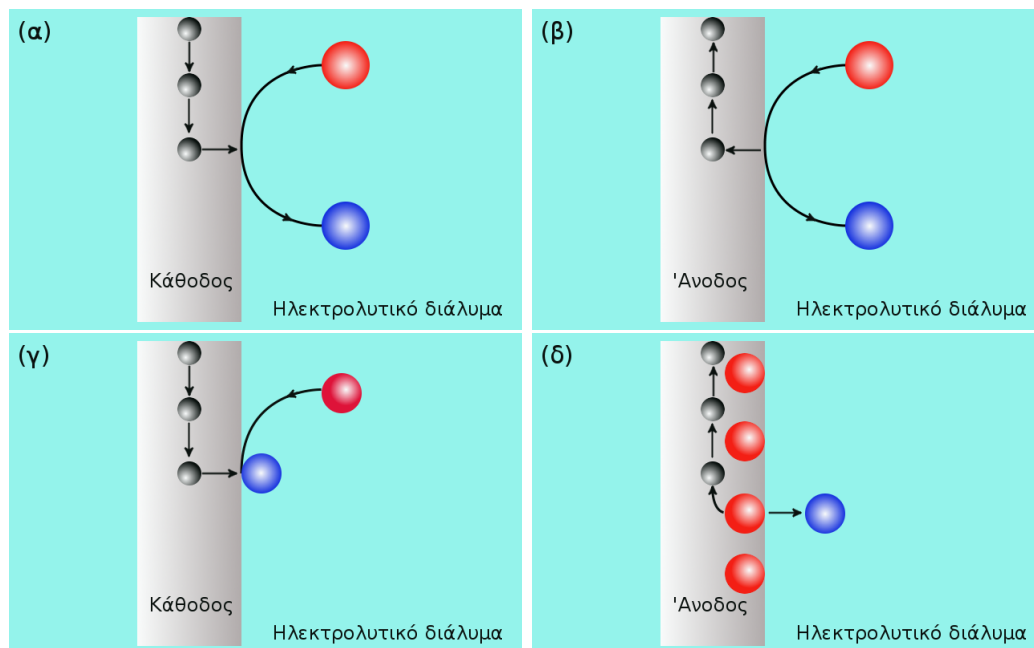 (α)
Κάθοδος
Ηλεκτρολυτικό διάλυμα
(β)
'Ανοδος
Ηλεκτρολυτικό διάλυμα
(γ)
Κάθοδος
Ηλεκτρολυτικό διάλυμα
(δ)
'Ανοδος
Ηλεκτρολυτικό διάλυμα